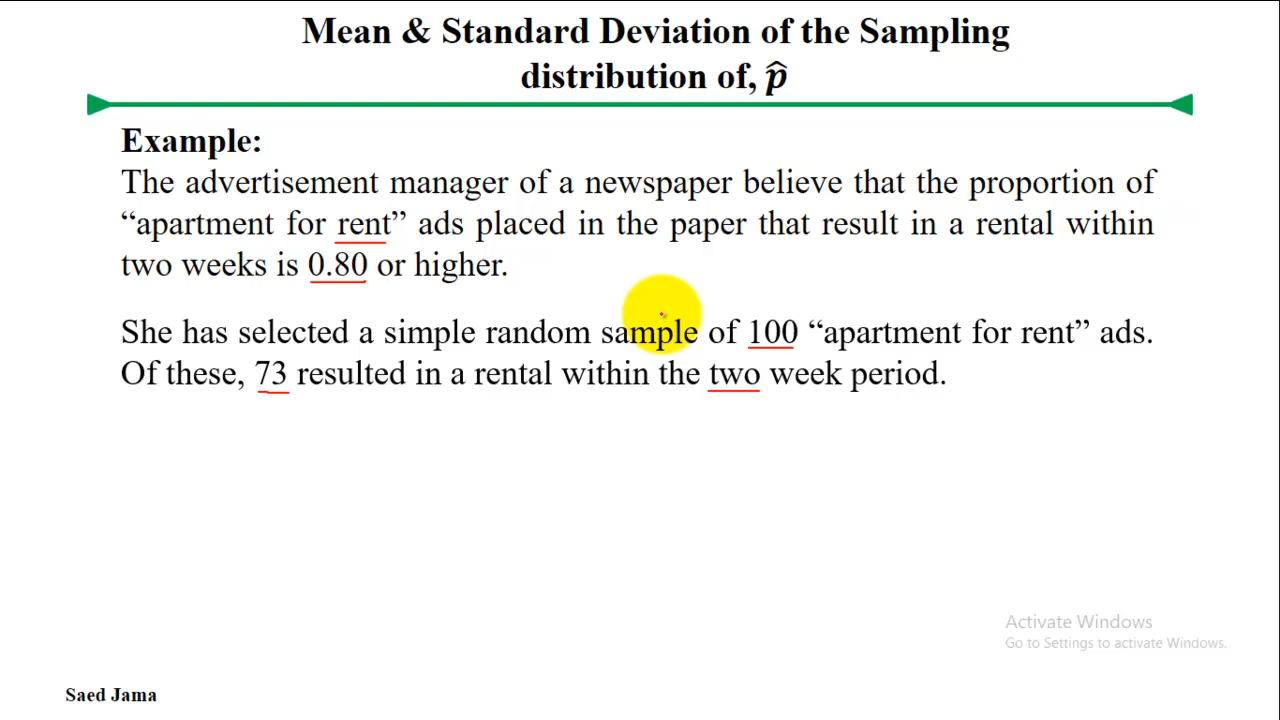 Mean & Standard Deviation of the Sampling
distribution of, p̂
Example:
The advertisement manager of a newspaper believe that the proportion of
“apartment for rent” ads placed in the paper that result in a rental within
two weeks is 0.80 or higher.
She has selected a simple random sample of 100 “apartment for rent” ads.
Of these, 73 resulted in a rental within the two week period.
Activate Windows
Go to Settings to activate Windows.
Saed Jama